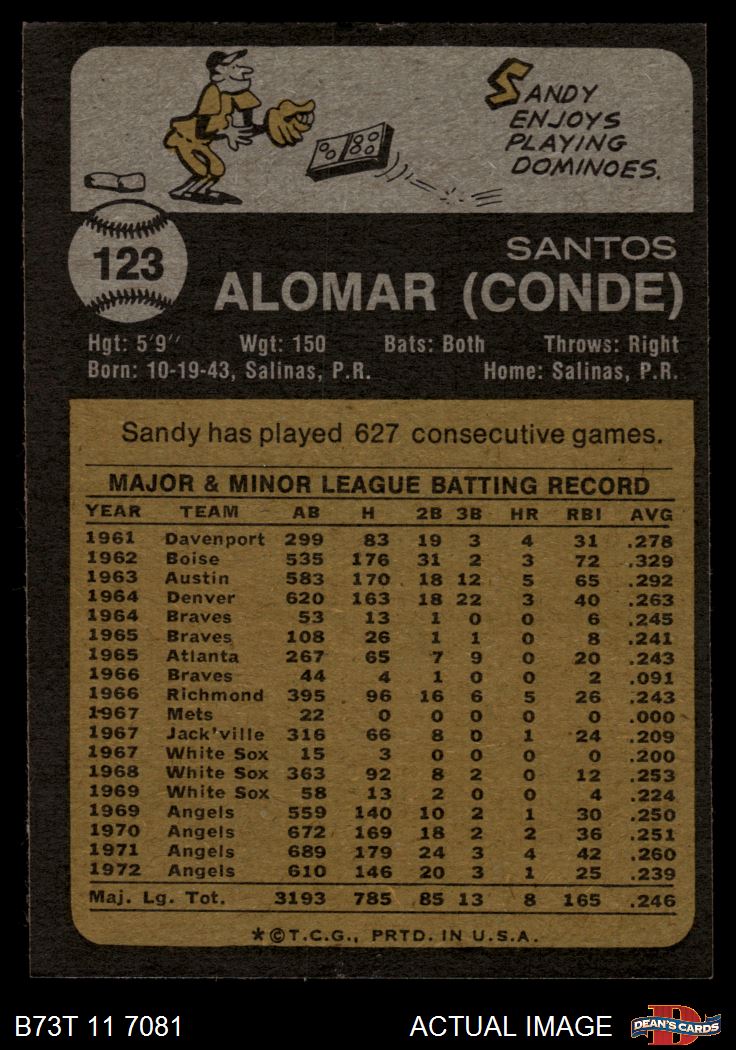 SANDY
ENJOYS
PLAYING
DOMINOES.
123
SANTOS
ALOMAR (CONDE)
Hgt: 5'9" Wgt: 150 Bats: Both Throws: Right
Born: 10-19-43, Salinas, P.R. Home: Salinas, P.R.
Sandy has played 627 consecutive games.
MAJOR & MINOR LEAGUE BATTING RECORD
YEAR TEAM AB H 2B 3B HR RBI AVG
1961 Davenport 299 83 19 3 4 31 .278
1962 Boise 535 176 31 2 3 72 .329
1963 Austin 583 170 18 12 5 65 .292
1964 Denver 620 163 18 22 3 40 .263
1964 Braves 53 13 1 0 0 6 .245
1965 Braves 108 26 1 1 0 8 .241
1965 Atlanta 267 65 7 9 0 20 .243
1966 Braves 44 4 1 0 0 2 .091
1966 Richmond 395 96 16 6 5 26 .243
1967 Mets 22 0 0 0 0 0 .000
1967 Jack'ville 316 66 8 0 1 24 .209
1967 White Sox 15 3 0 0 0 0 .200
1968 White Sox 363 92 8 2 0 12 .253
1969 White Sox 58 13 2 0 0 4 .224
1969 Angels 559 140 10 2 1 30 .250
1970 Angels 672 169 18 2 2 36 .251
1971 Angels 689 179 24 3 4 42 .260
1972 Angels 610 146 20 3 1 25 .239
Maj. Lg. Tot. 3193 785 85 13 8 165 .246
*©T.C.G., PRTD. IN U.S.A.
B73T 11 7081 ACTUAL IMAGE DEAN'S CARDS